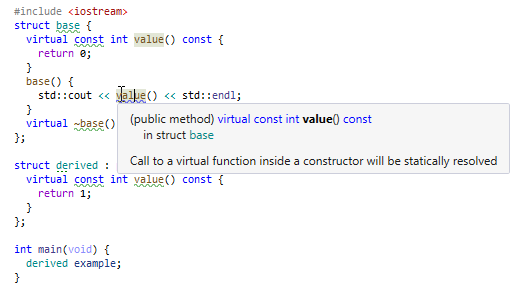 #include <iostream>
struct base {
  virtual const int value() const {
    return 0;
  }
  base() {
    std::cout << value() << std::endl;
  }
  virtual ~base()
};
(public method) virtual const int value() const
in struct base
Call to a virtual function inside a constructor will be statically resolved
struct derived :
  virtual const int value() const {
    return 1;
  }
};
int main(void) {
  derived example;
}